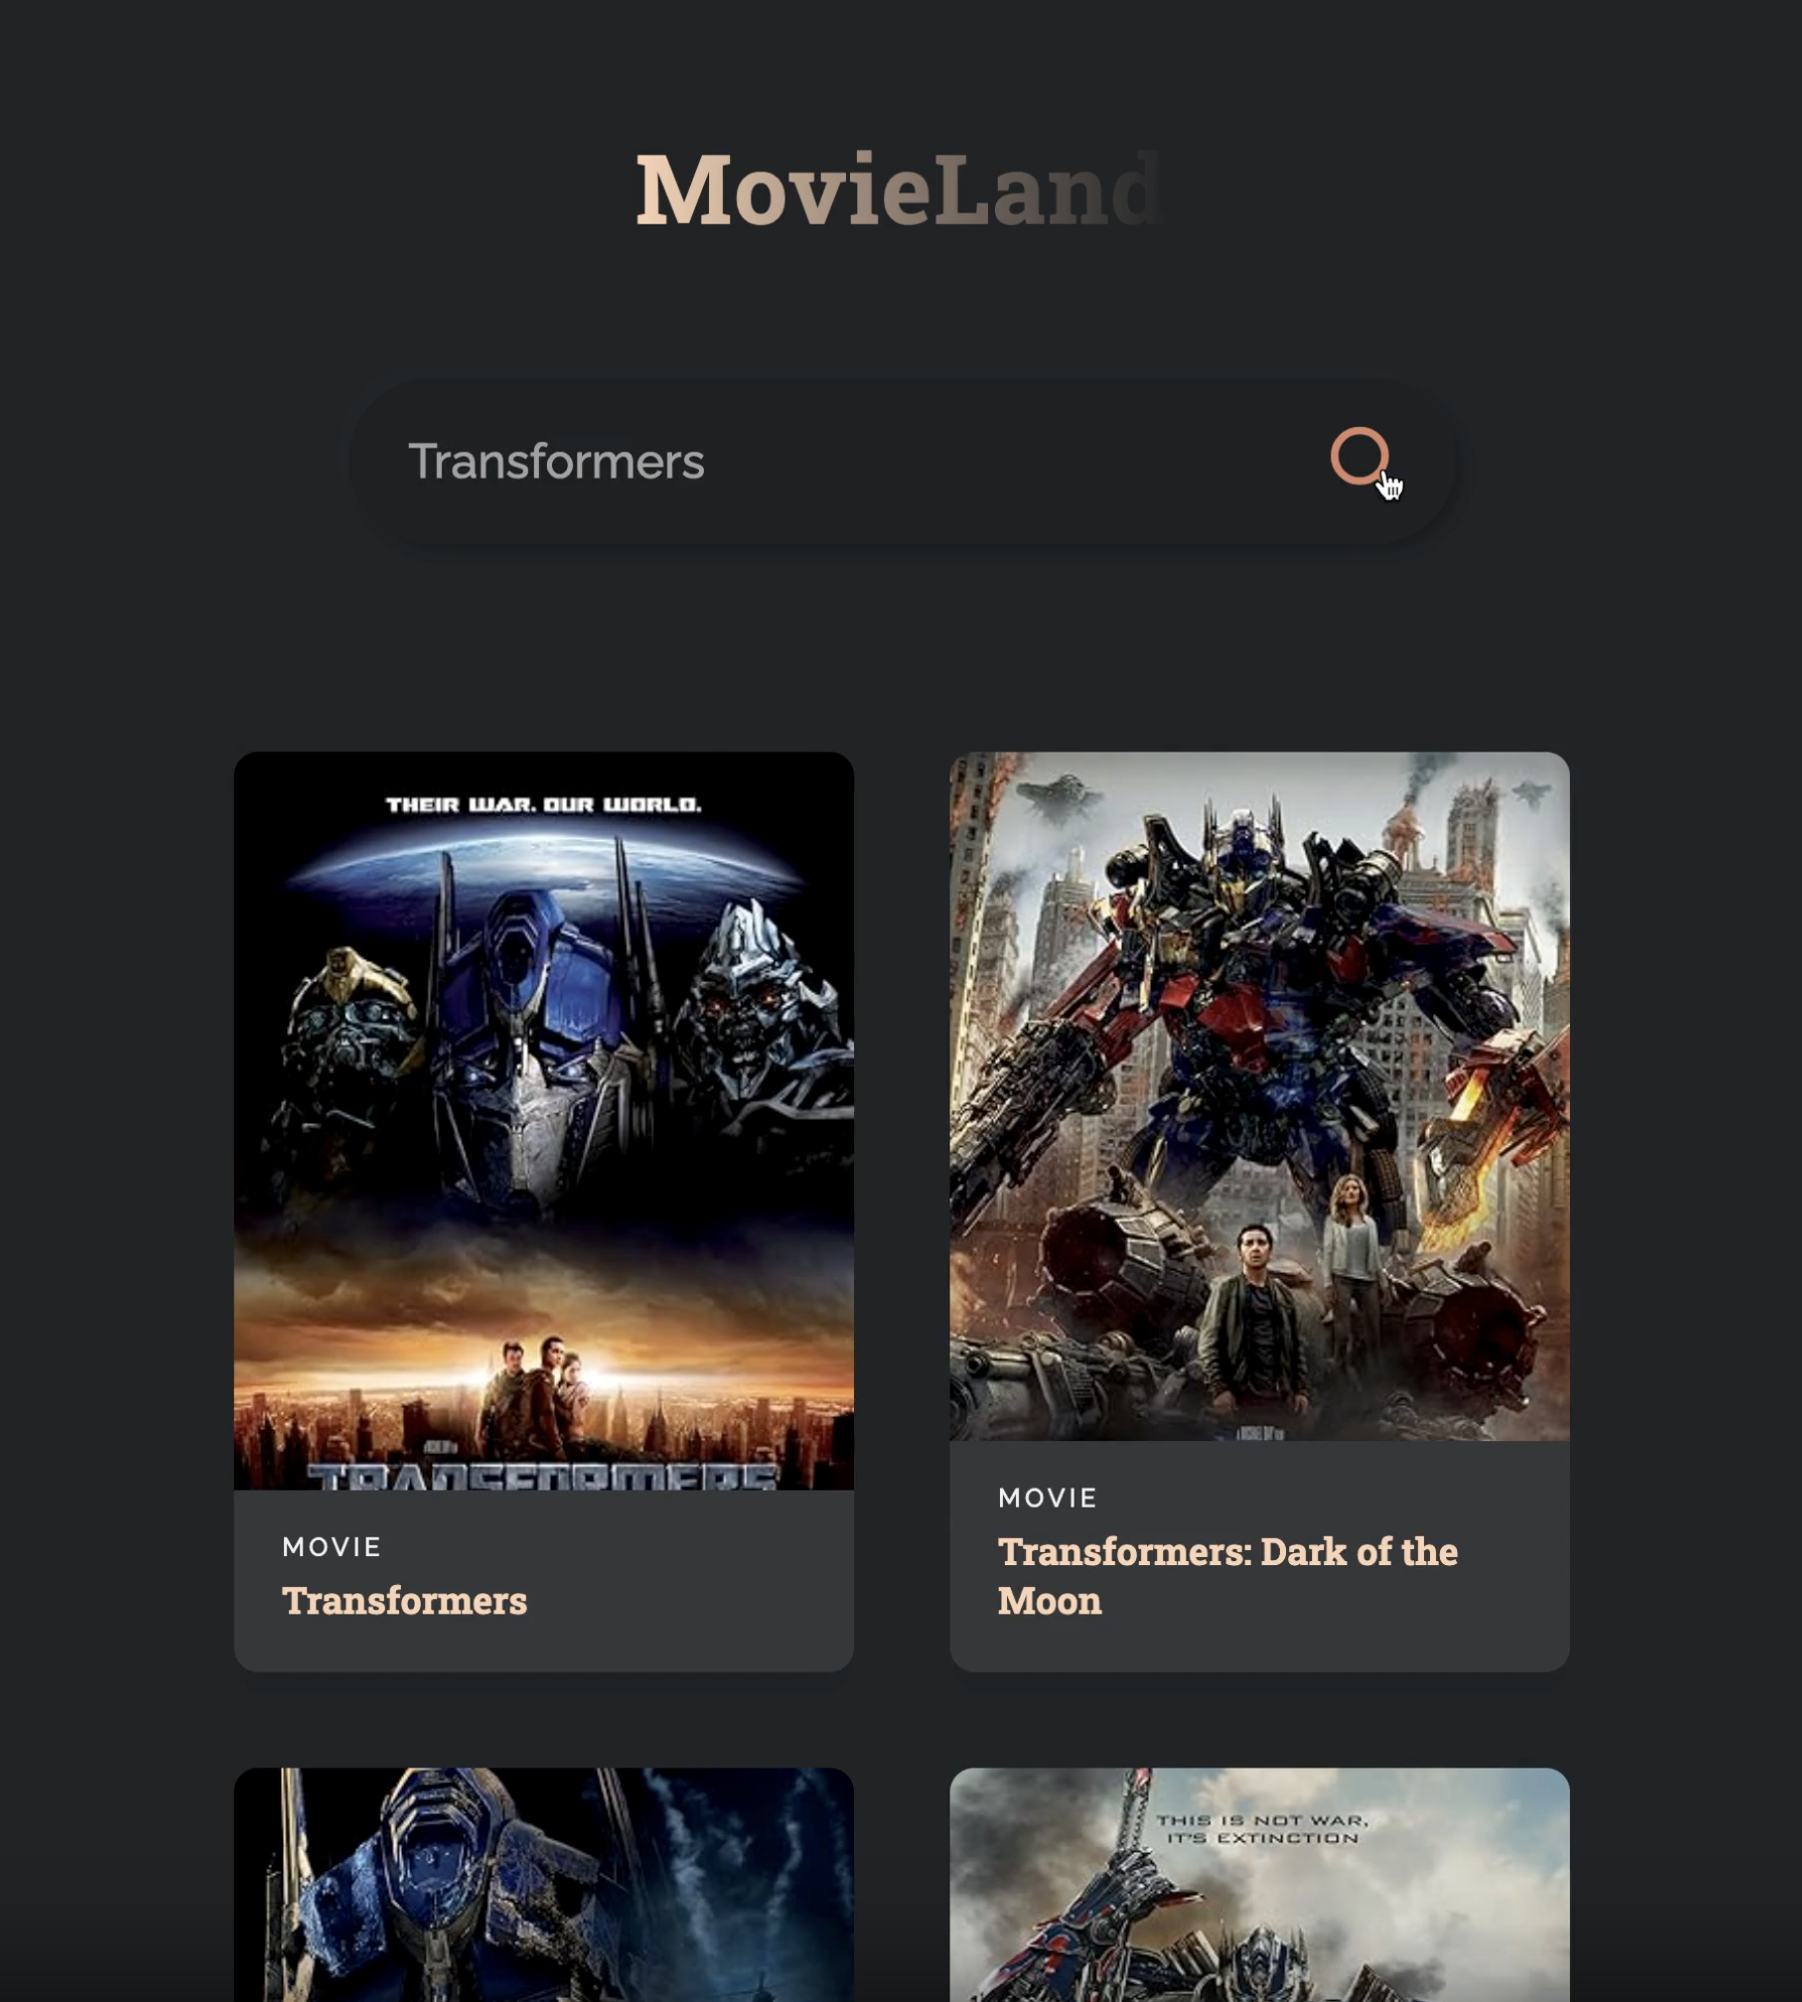 MovieLand
Transformers
THEIR WAR. OUR WORLD.
TRANSFORMERS
MOVIE
Transformers
MOVIE
Transformers: Dark of the
Moon
THIS IS NOT WAR,
IT'S EXTINCTION